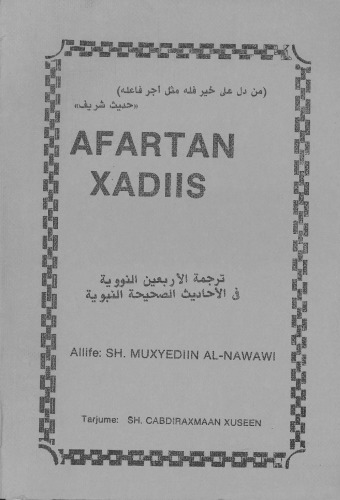 (من دل على خير فله مثل أجر فاعله)
«حديث شريف»
AFARTAN
XADIIS
ترجمة الأربعين النووية
في الأحاديث الصحيحة النبوية
Allife: SH. MUXYEDIIN AL-NAWAWI
Tarjume: SH. CABDIRAXMAAN XUSEEN